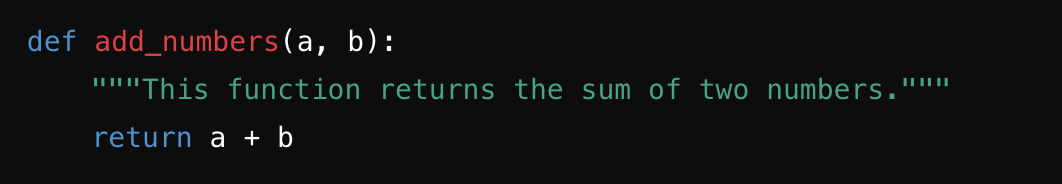 def add_numbers(a, b):
    """This function returns the sum of two numbers."""
    return a + b